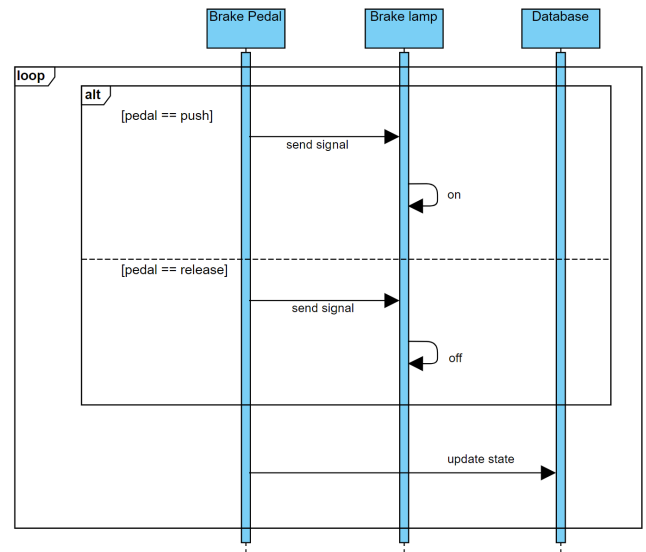 Brake Pedal
Brake lamp
Database
loop
alt
[pedal == push]
send signal
on
[pedal == release]
send signal
off
update state